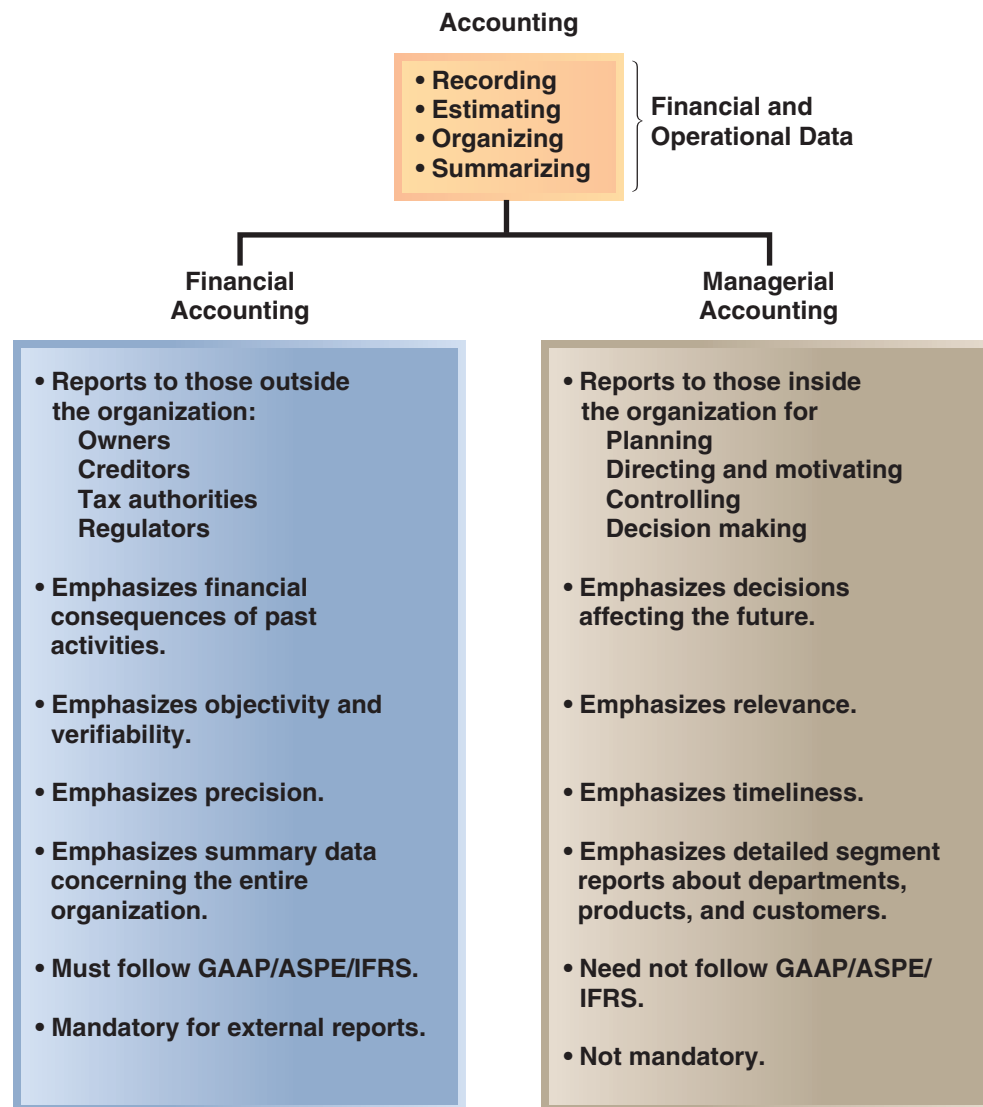 Accounting
• Recording
• Estimating
• Organizing
• Summarizing
Financial and
Operational Data
Financial
Accounting
• Reports to those outside
the organization:
Owners
Creditors
Tax authorities
Regulators
• Emphasizes financial
consequences of past
activities.
• Emphasizes objectivity and
verifiability.
• Emphasizes precision.
• Emphasizes summary data
concerning the entire
organization.
• Must follow GAAP/ASPE/IFRS.
• Mandatory for external reports.
Managerial
Accounting
• Reports to those inside
the organization for
Planning
Directing and motivating
Controlling
Decision making
• Emphasizes decisions
affecting the future.
• Emphasizes relevance.
• Emphasizes timeliness.
• Emphasizes detailed segment
reports about departments,
products, and customers.
• Need not follow GAAP/ASPE/
IFRS.
• Not mandatory.